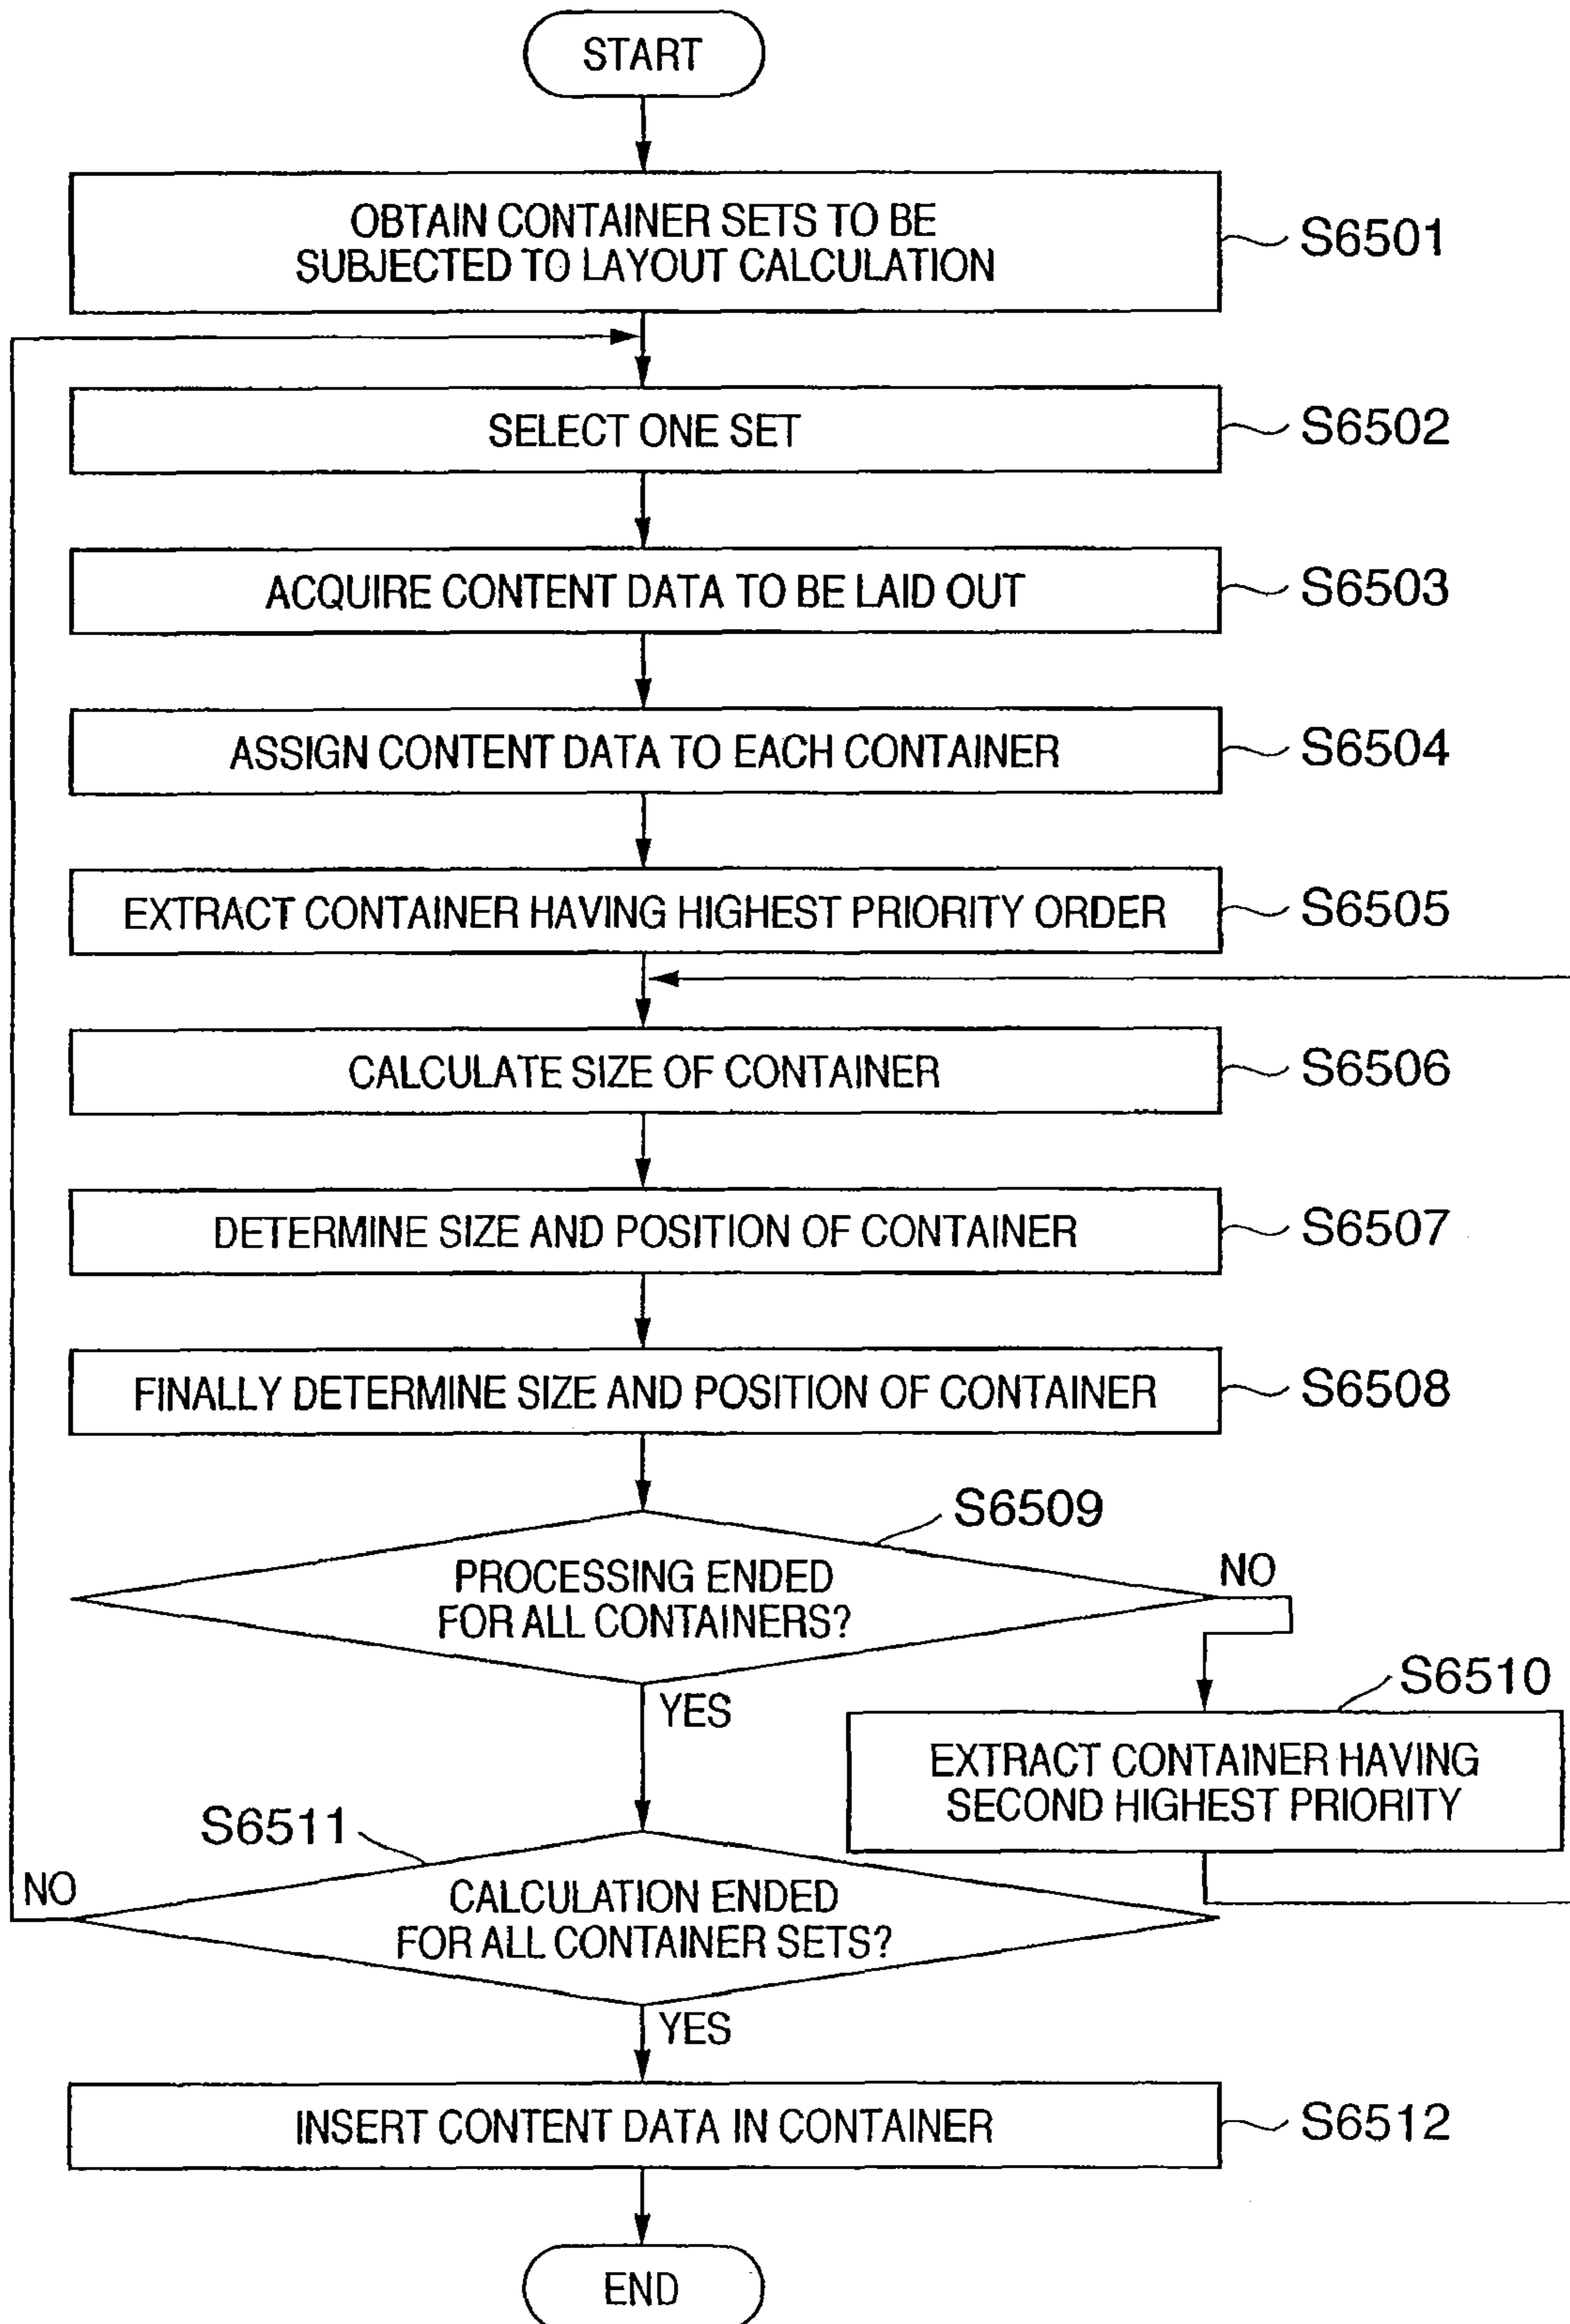 START
OBTAIN CONTAINER SETS TO BE
SUBJECTED TO LAYOUT CALCULATION
S6501
SELECT ONE SET
S6502
ACQUIRE CONTENT DATA TO BE LAID OUT
S6503
ASSIGN CONTENT DATA TO EACH CONTAINER
S6504
EXTRACT CONTAINER HAVING HIGHEST PRIORITY ORDER
S6505
CALCULATE SIZE OF CONTAINER
S6506
DETERMINE SIZE AND POSITION OF CONTAINER
S6507
FINALLY DETERMINE SIZE AND POSITION OF CONTAINER
S6508
S6509
PROCESSING ENDED
FOR ALL CONTAINERS?
NO
YES
S6510
EXTRACT CONTAINER HAVING
SECOND HIGHEST PRIORITY
S6511
NO
CALCULATION ENDED
FOR ALL CONTAINER SETS?
YES
INSERT CONTENT DATA IN CONTAINER
S6512
END